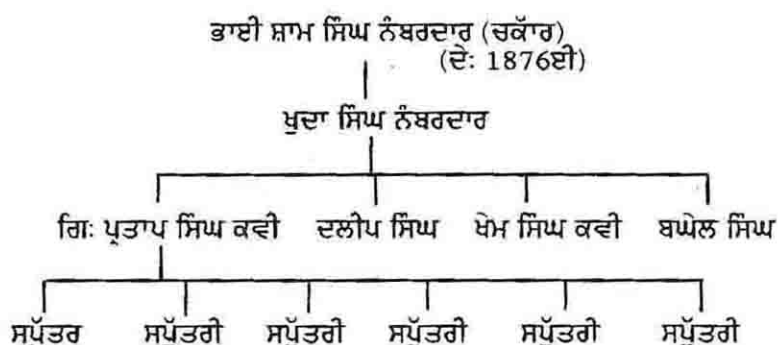 ਭਾਈ ਸ਼ਾਮ ਸਿੰਘ ਨੰਬਰਦਾਰ (ਚਕੱਾਰ)
(ਦੇਃ 1876ਈ)
ਖੁਦਾ ਸਿੰਘ ਨੰਬਰਦਾਰ
ਗਿਃ ਪ੍ਰਤਾਪ ਸਿੰਘ ਕਵੀ ਦਲੀਪ ਸਿੰਘ ਖੇਮ ਸਿੰਘ ਕਵੀ ਬਘੇਲ ਸਿੰਘ
ਸਪੁੱਤਰ ਸਪੁੱਤਰੀ ਸਪੁੱਤਰੀ ਸਪੁੱਤਰੀ ਸਪੁੱਤਰੀ ਸਪੁੱਤਰੀ